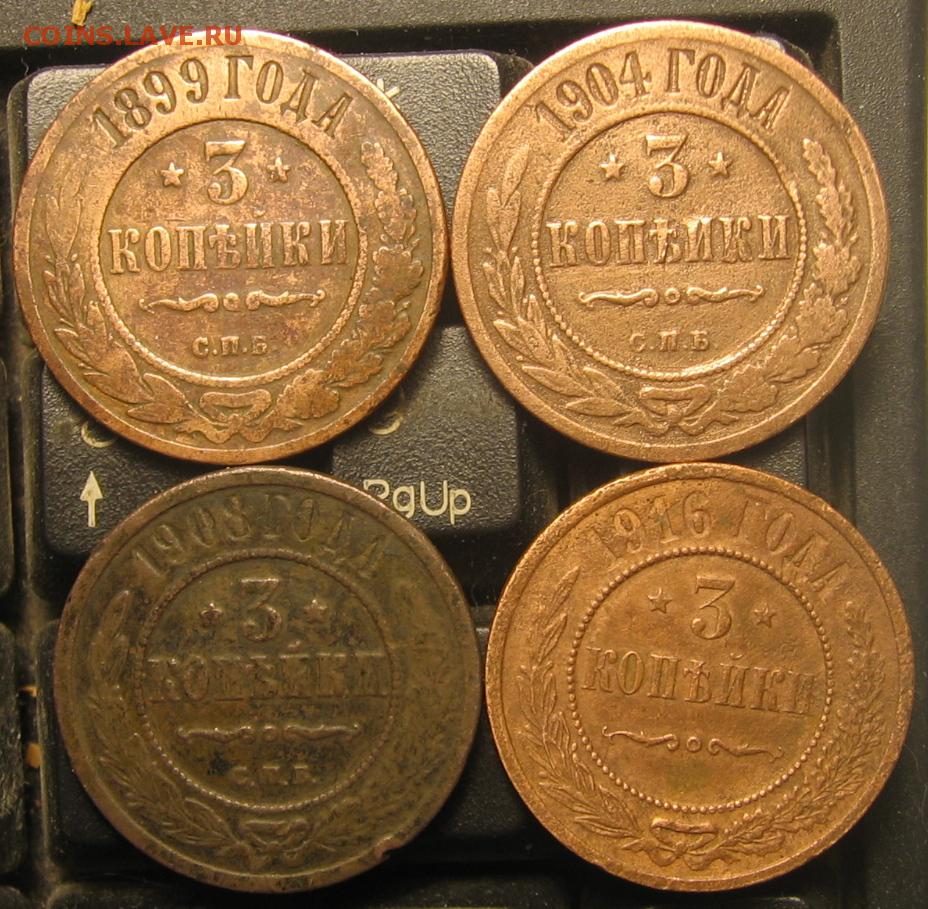 COINS.LAVE.RU
1899 ГОДА
3
КОПѢЙКИ
С.П.Б
1904 ГОДА
3
КОПѢЙКИ
С.П.Б
PgUp
1908 ГОДА
3
КОПѢЙКИ
С.П.Б
1916 ГОДА
3
КОПѢЙКИ